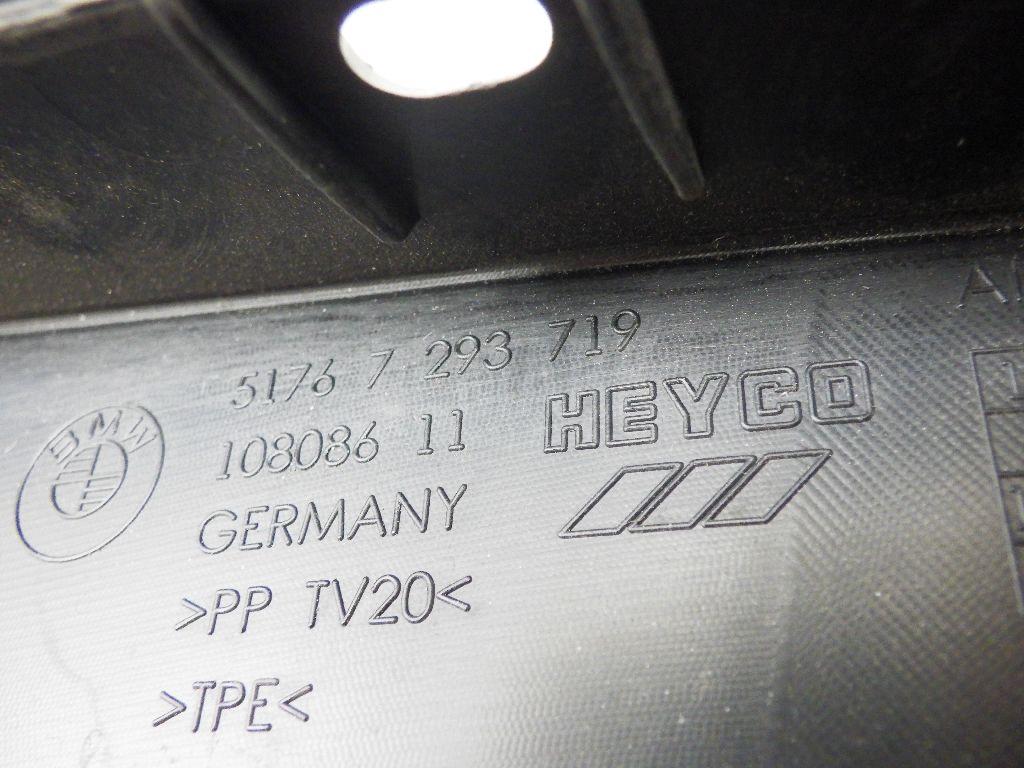 5176 7 293 719
108086 11
GERMANY
>PP TV20<
>TPE<
BMW
HEYCO